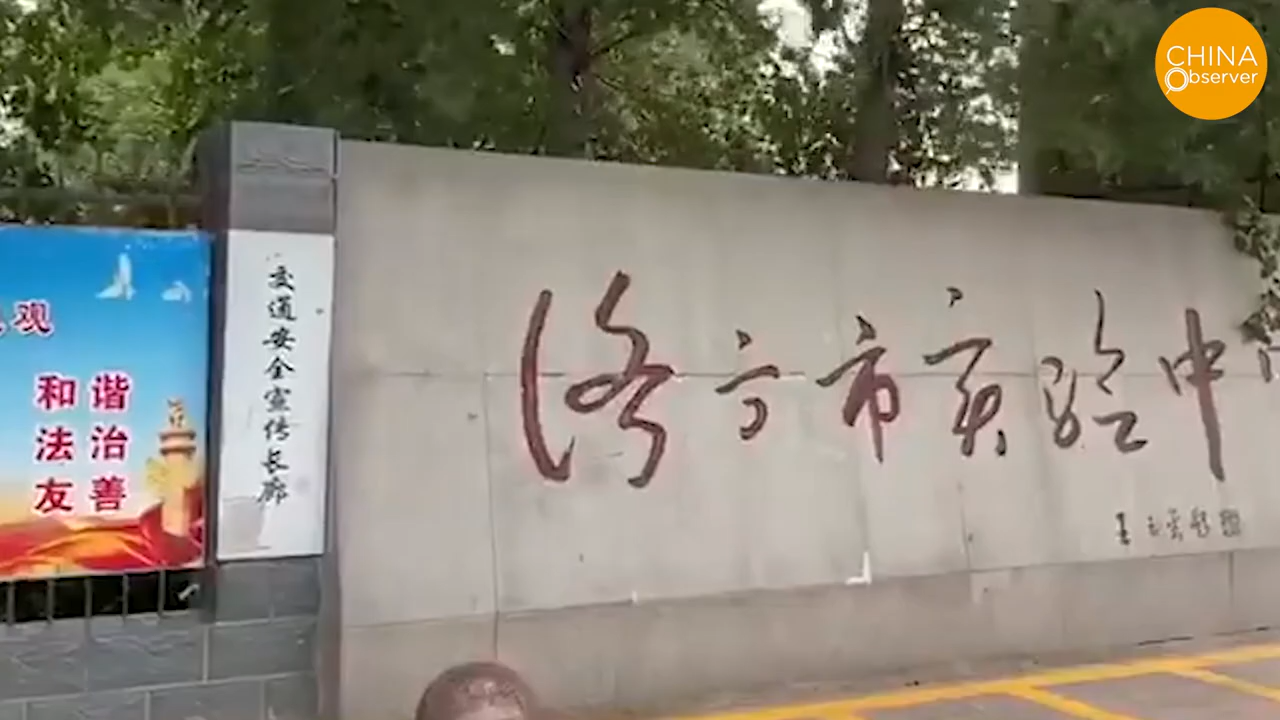 CHINA
Observer
观
和谐
法治
友善
交通安全宣传长廊
济宁市实验中